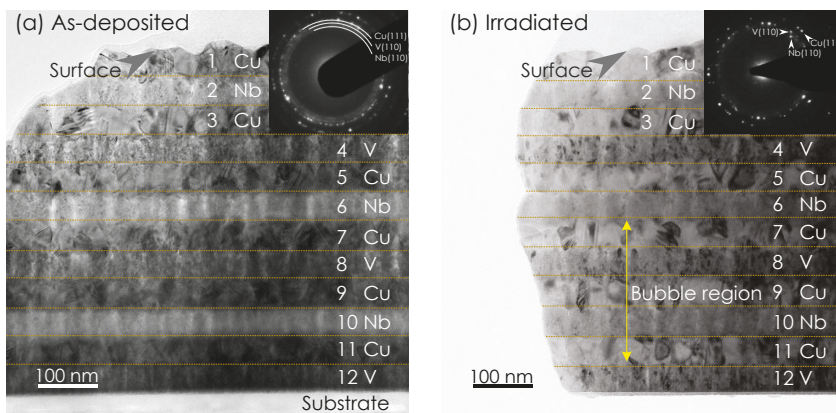 (a) As-deposited
Cu(111)
V(110)
Nb(110)
Surface
1 Cu
2 Nb
3 Cu
4 V
5 Cu
6 Nb
7 Cu
8 V
9 Cu
10 Nb
11 Cu
12 V
100 nm
Substrate
(b) Irradiated
V(110)
Cu(11
Nb(110)
Surface
1 Cu
2 Nb
3 Cu
4 V
5 Cu
6 Nb
7 Cu
8 V
Bubble region
9 Cu
10 Nb
11 Cu
12 V
100 nm